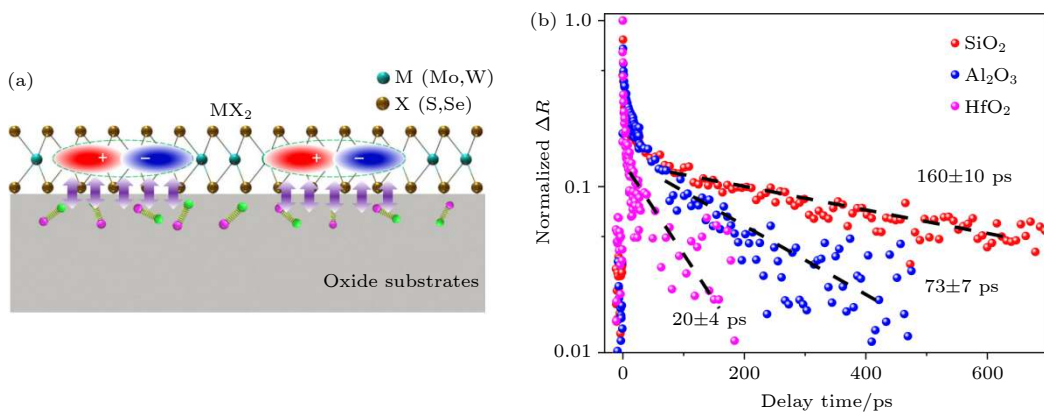 (a)
M (Mo,W)
X (S,Se)
MX₂
+ − + −
Oxide substrates
(b)
Normalized ΔR
1.0
0.1
0.01
SiO₂
Al₂O₃
HfO₂
160±10 ps
73±7 ps
20±4 ps
0 200 400 600
Delay time/ps